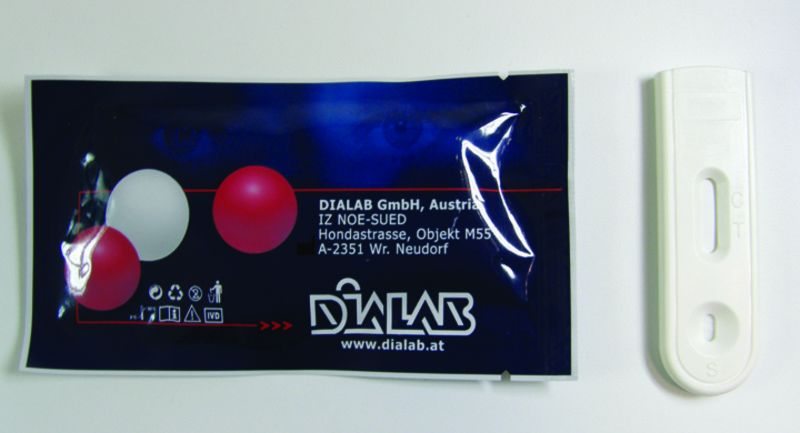 DIALAB GmbH, Austria
IZ NOE-SUED
Hondastrasse, Objekt M55
A-2351 Wr. Neudorf
IVD
>>>
DIALAB
www.dialab.at
C
T
S